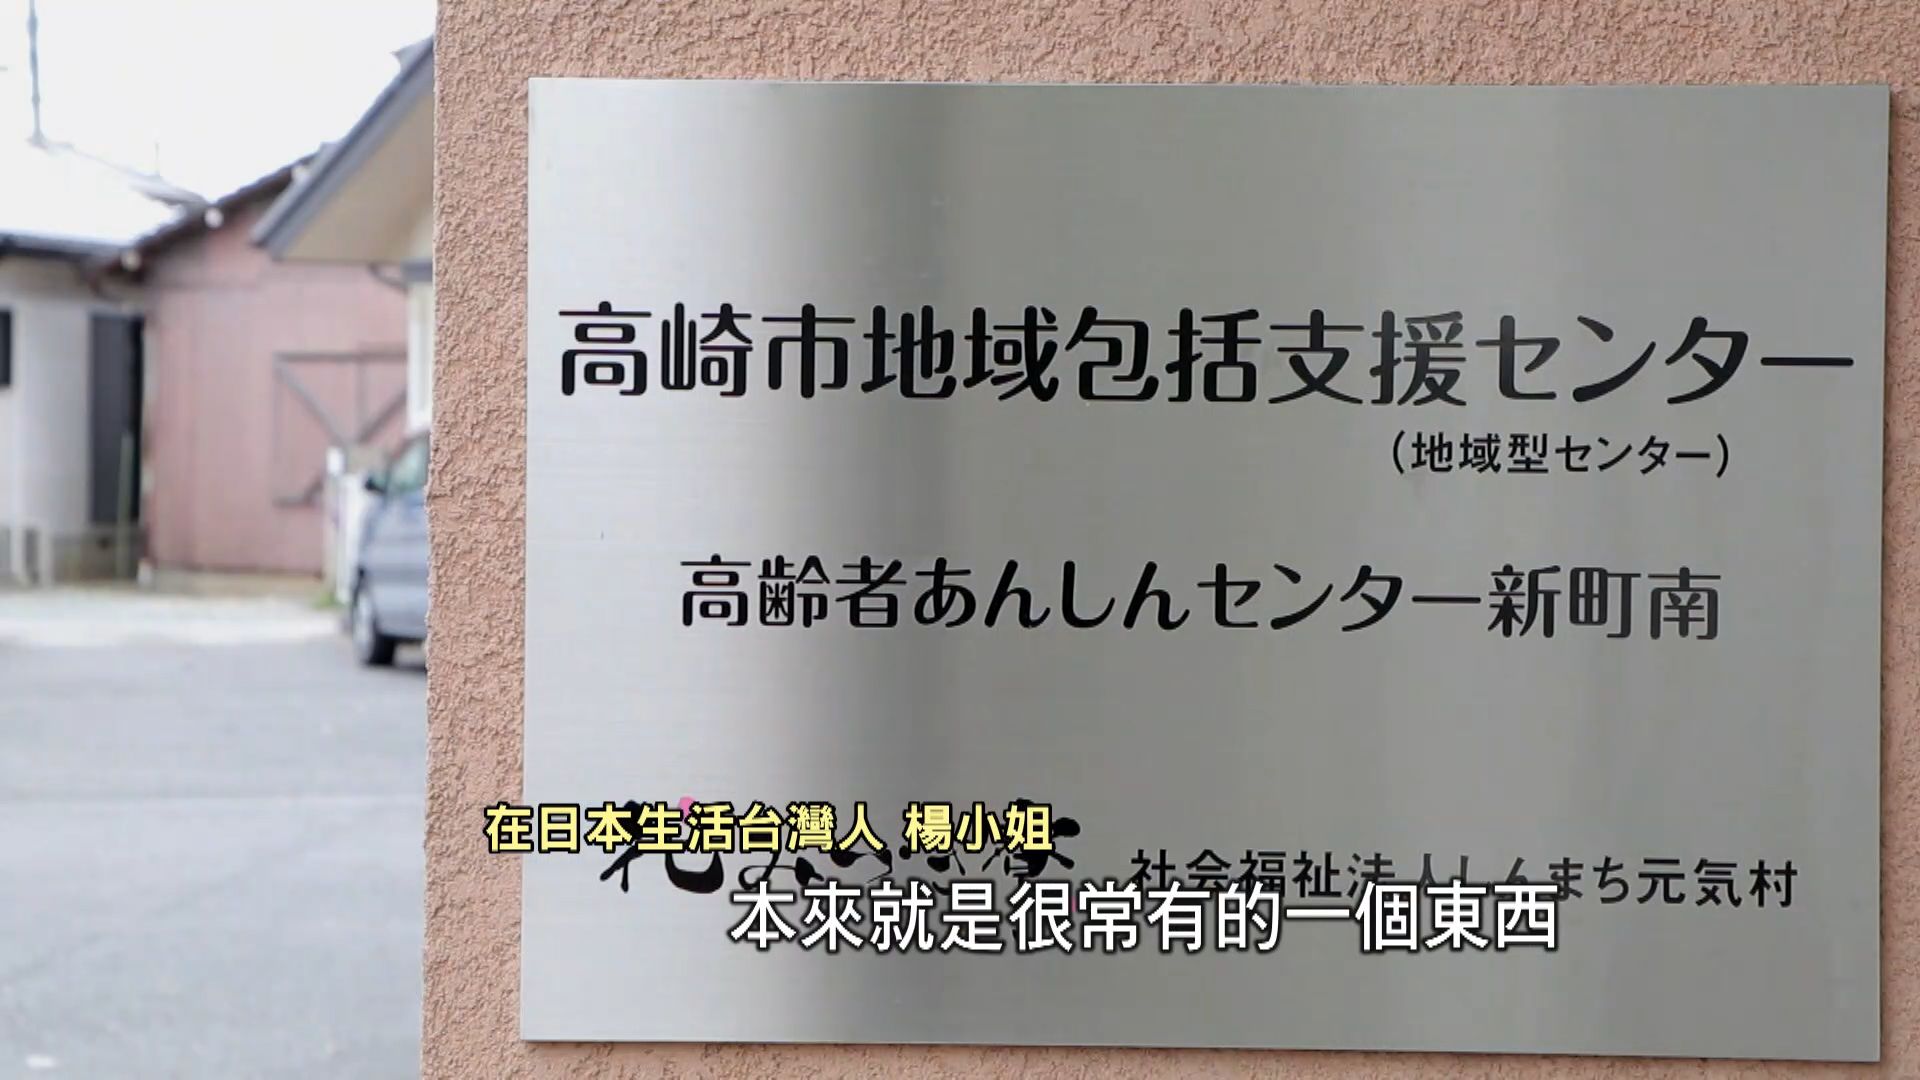 高崎市地域包括支援センター
(地域型センター)
高齢者あんしんセンター新町南
在日本生活台灣人 楊小姐
社会福祉法人しんまち元気村
本來就是很常有的一個東西